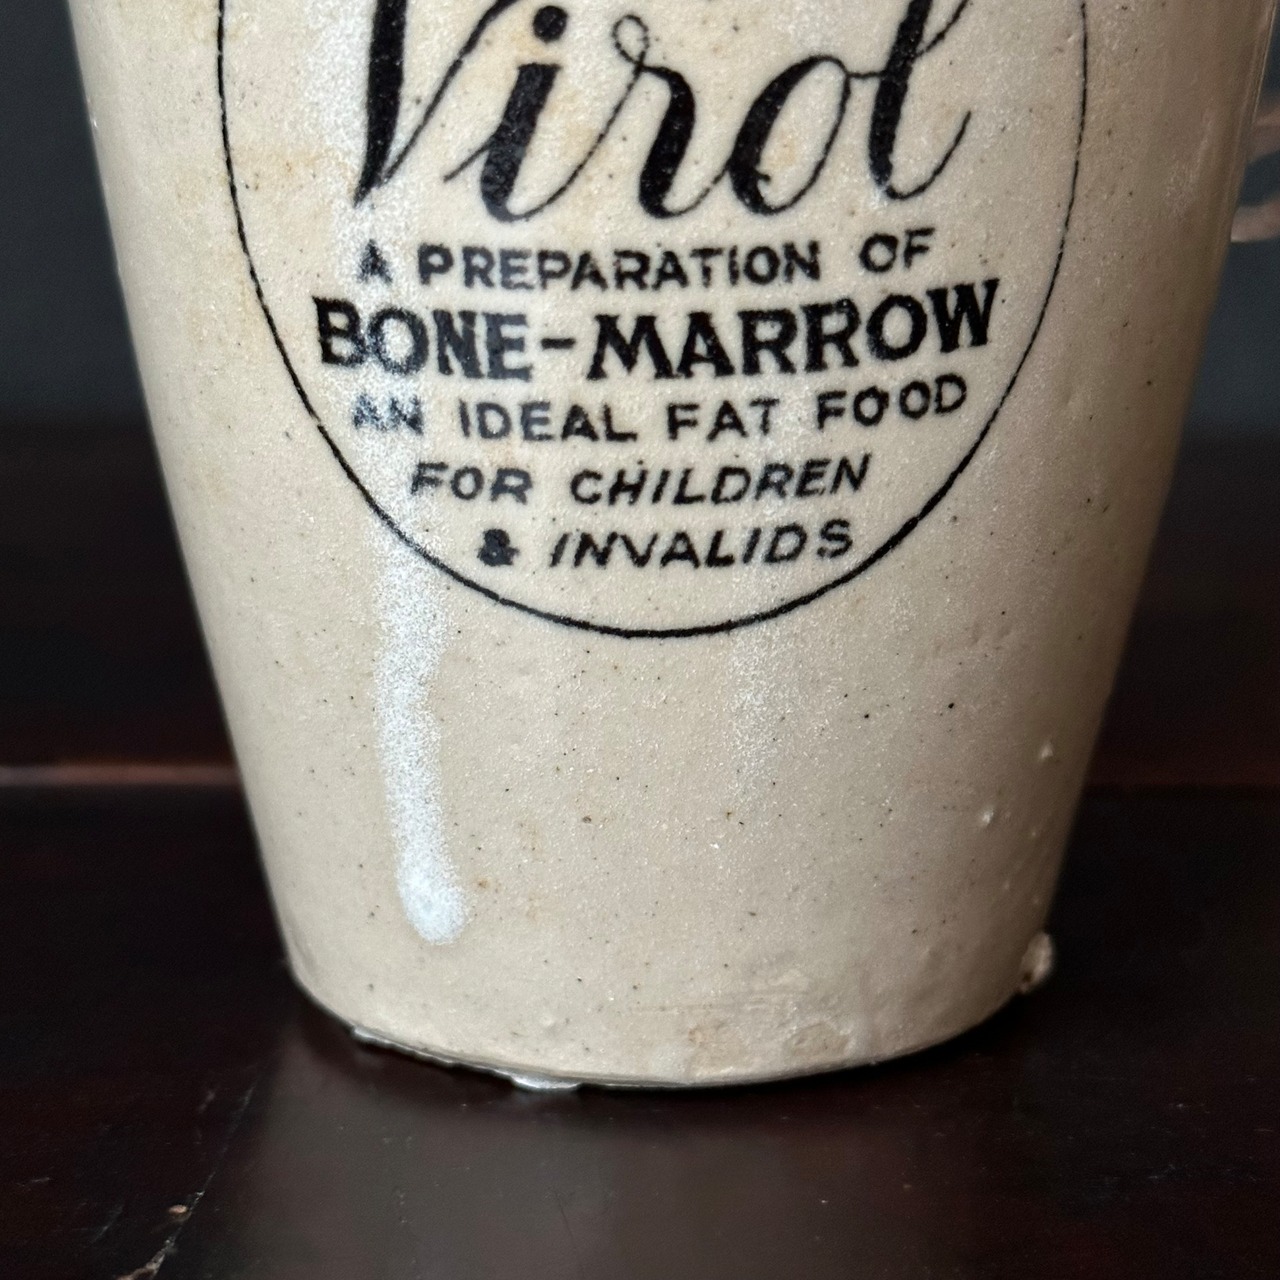 Virol
A PREPARATION OF
BONE-MARROW
AN IDEAL FAT FOOD
FOR CHILDREN
& INVALIDS